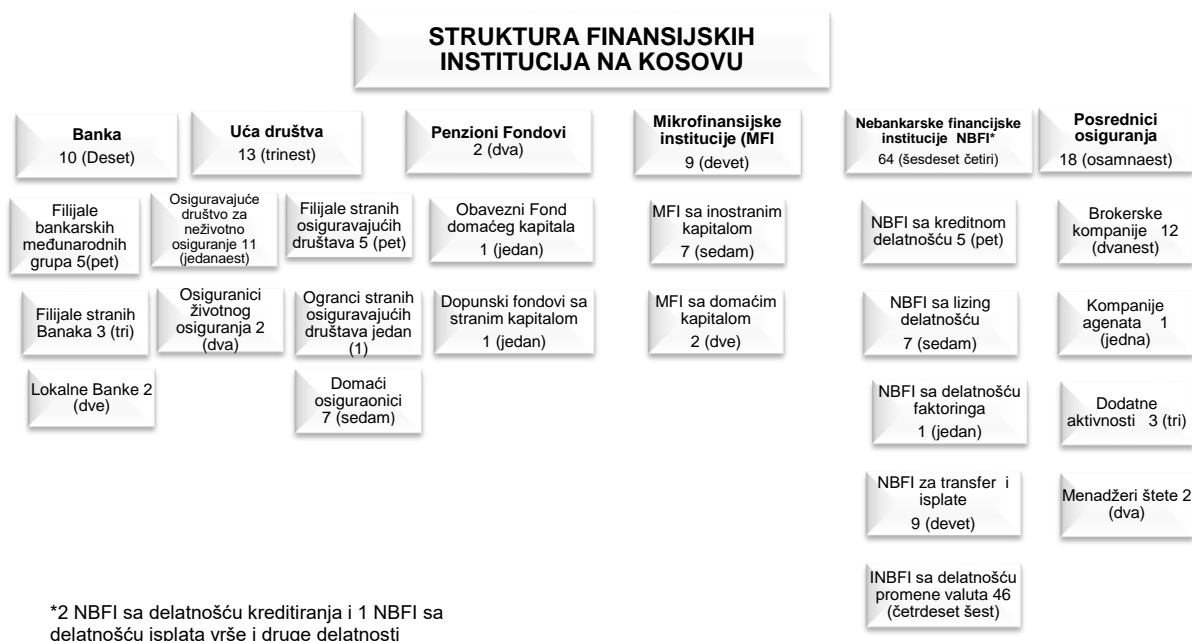 STRUKTURA FINANSIJSKIH
INSTITUCIJA NA KOSOVU
Banka
10 (Deset)
Filijale
bankarskih
međunarodnih
grupa 5(pet)
Filijale stranih
Banaka 3 (tri)
Lokalne Banke 2
(dve)
Uća društva
13 (trinest)
Osiguravajuće
društvo za
neživotno
osiguranje 11
(jedanaest)
Osiguranici
životnog
osiguranja 2
(dva)
Filijale stranih
osiguravajućih
društava 5 (pet)
Ogranci stranih
osiguravajućih
društava jedan
(1)
Domaći
osiguraonici
7 (sedam)
Penzioni Fondovi
2 (dva)
Obavezni Fond
domaćeg kapitala
1 (jedan)
Dopunski fondovi sa
stranim kapitalom
1 (jedan)
Mikrofinansijske
institucije (MFI
9 (devet)
MFI sa inostranim
kapitalom
7 (sedam)
MFI sa domaćim
kapitalom
2 (dve)
Nebankarske financijske
institucije NBFI*
64 (šesdeset četiri)
NBFI sa kreditnom
delatnošću 5 (pet)
NBFI sa lizing
delatnošću
7 (sedam)
NBFI sa delatnošću
faktoringa
1 (jedan)
NBFI za transfer i
isplate
9 (devet)
INBFI sa delatnošću
promene valuta 46
(četrdeset šest)
Posrednici
osiguranja
18 (osamnaest)
Brokerske
kompanije 12
(dvanest)
Kompanije
agenata 1
(jedna)
Dodatne
aktivnosti 3 (tri)
Menadžeri štete 2
(dva)
*2 NBFI sa delatnošću kreditiranja i 1 NBFI sa
delatnošću isplata vrše i druge delatnosti